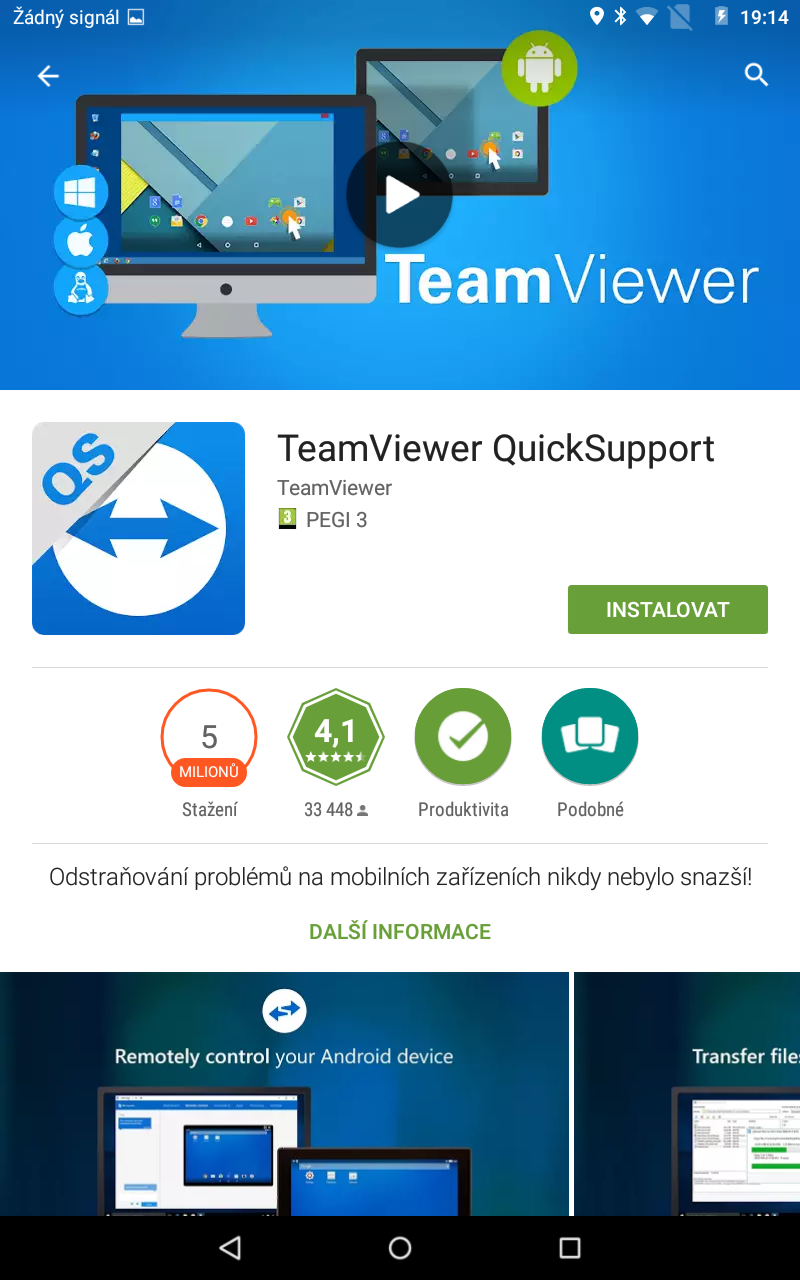 Žádný signál
19:14
TeamViewer
QS
TeamViewer QuickSupport
TeamViewer
3 PEGI 3
INSTALOVAT
5
MILIONŮ
Stažení
4,1
33 448
Produktivita
Podobné
Odstraňování problémů na mobilních zařízeních nikdy nebylo snazší!
DALŠÍ INFORMACE
Remotely control your Android device
Transfer files